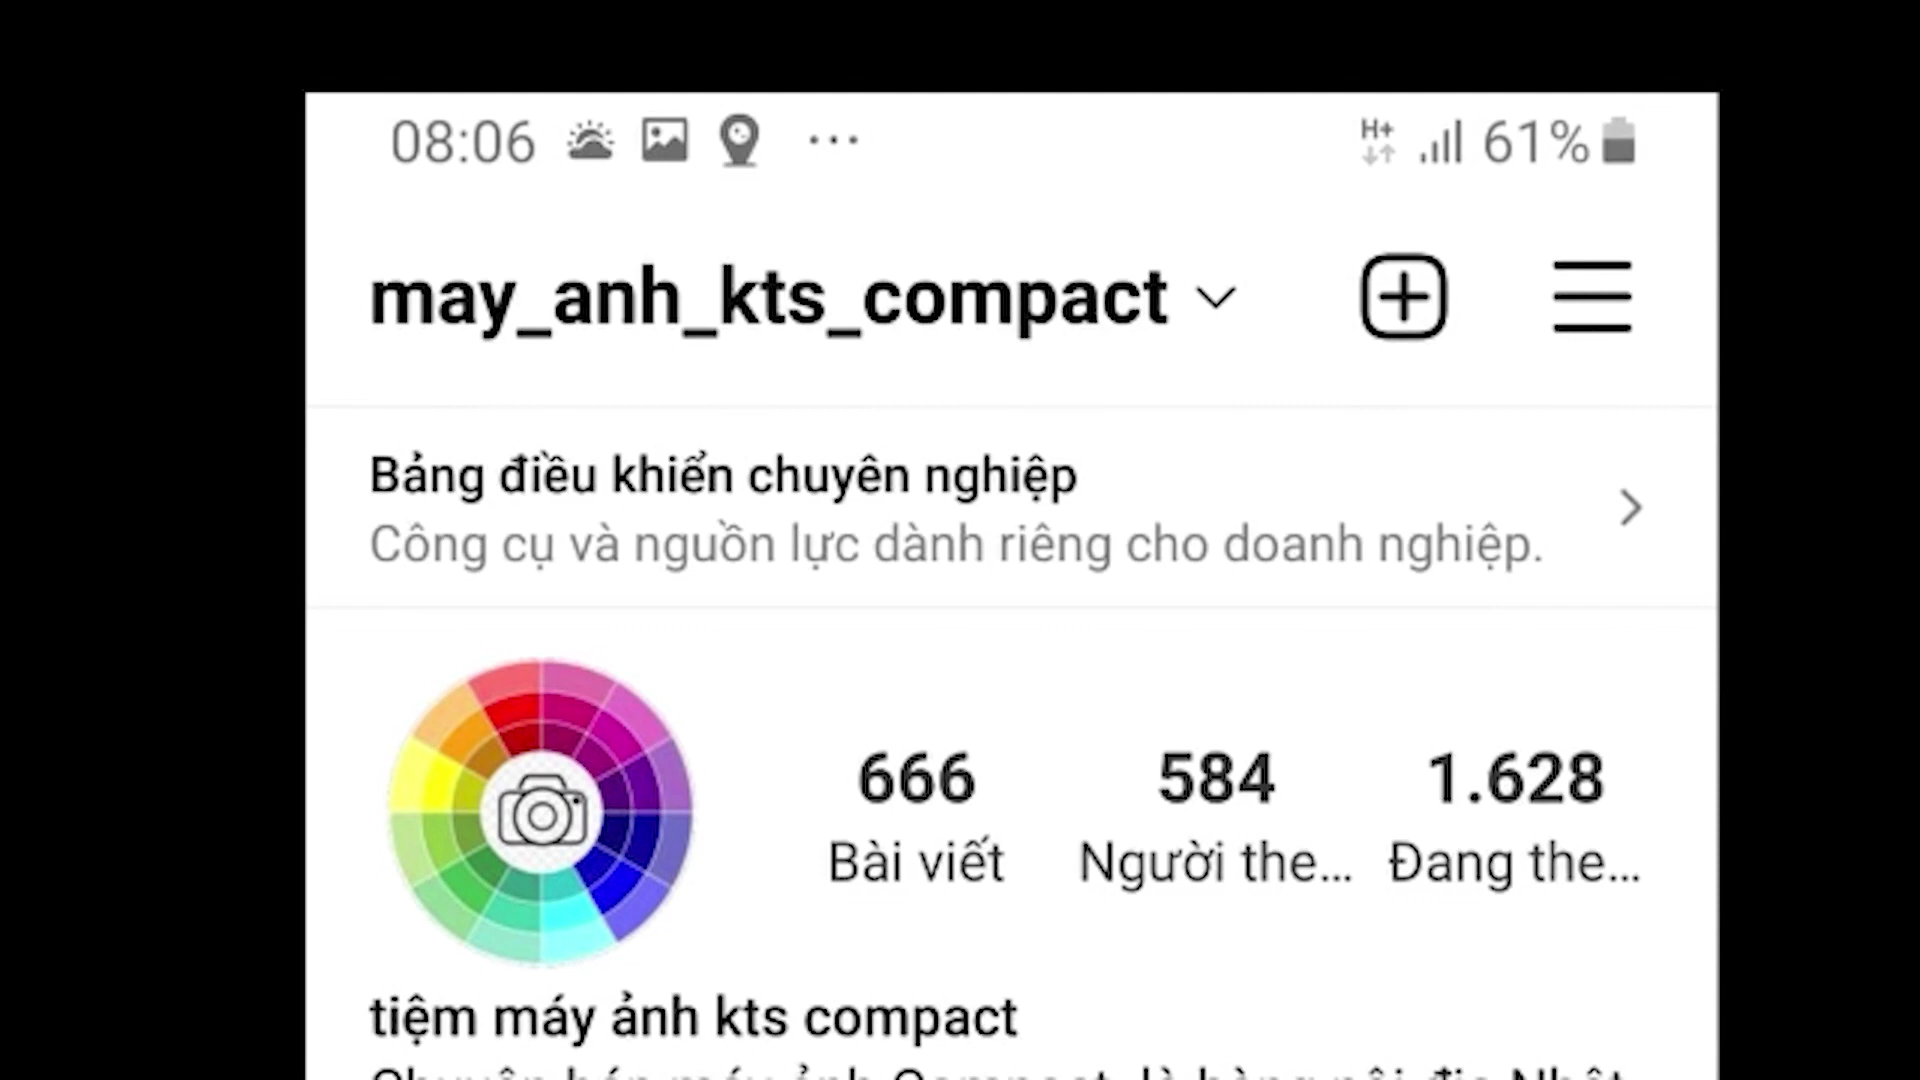 08:06 ... H+ 61%
may_anh_kts_compact
Bảng điều khiển chuyên nghiệp
Công cụ và nguồn lực dành riêng cho doanh nghiệp.
666 584 1.628
Bài viết Người the... Đang the...
tiệm máy ảnh kts compact